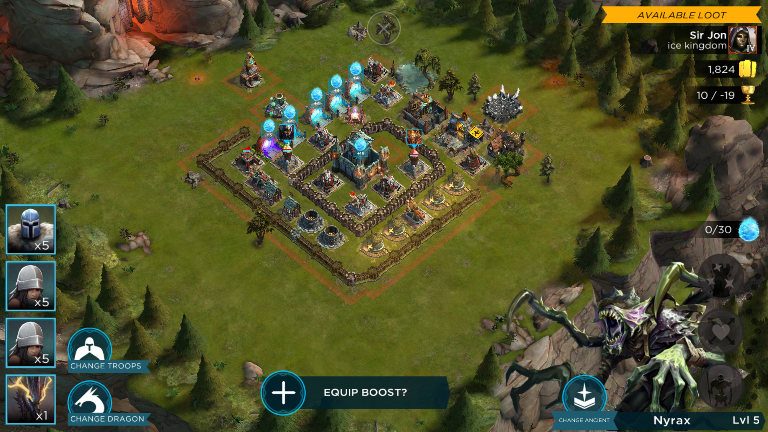 AVAILABLE LOOT
Sir Jon
ice kingdom
IV
1,824
10 / -19
0/30
x5
x5
x5
x1
CHANGE TROOPS
CHANGE DRAGON
EQUIP BOOST?
CHANGE ANCIENT
Nyrax
Lvl 5